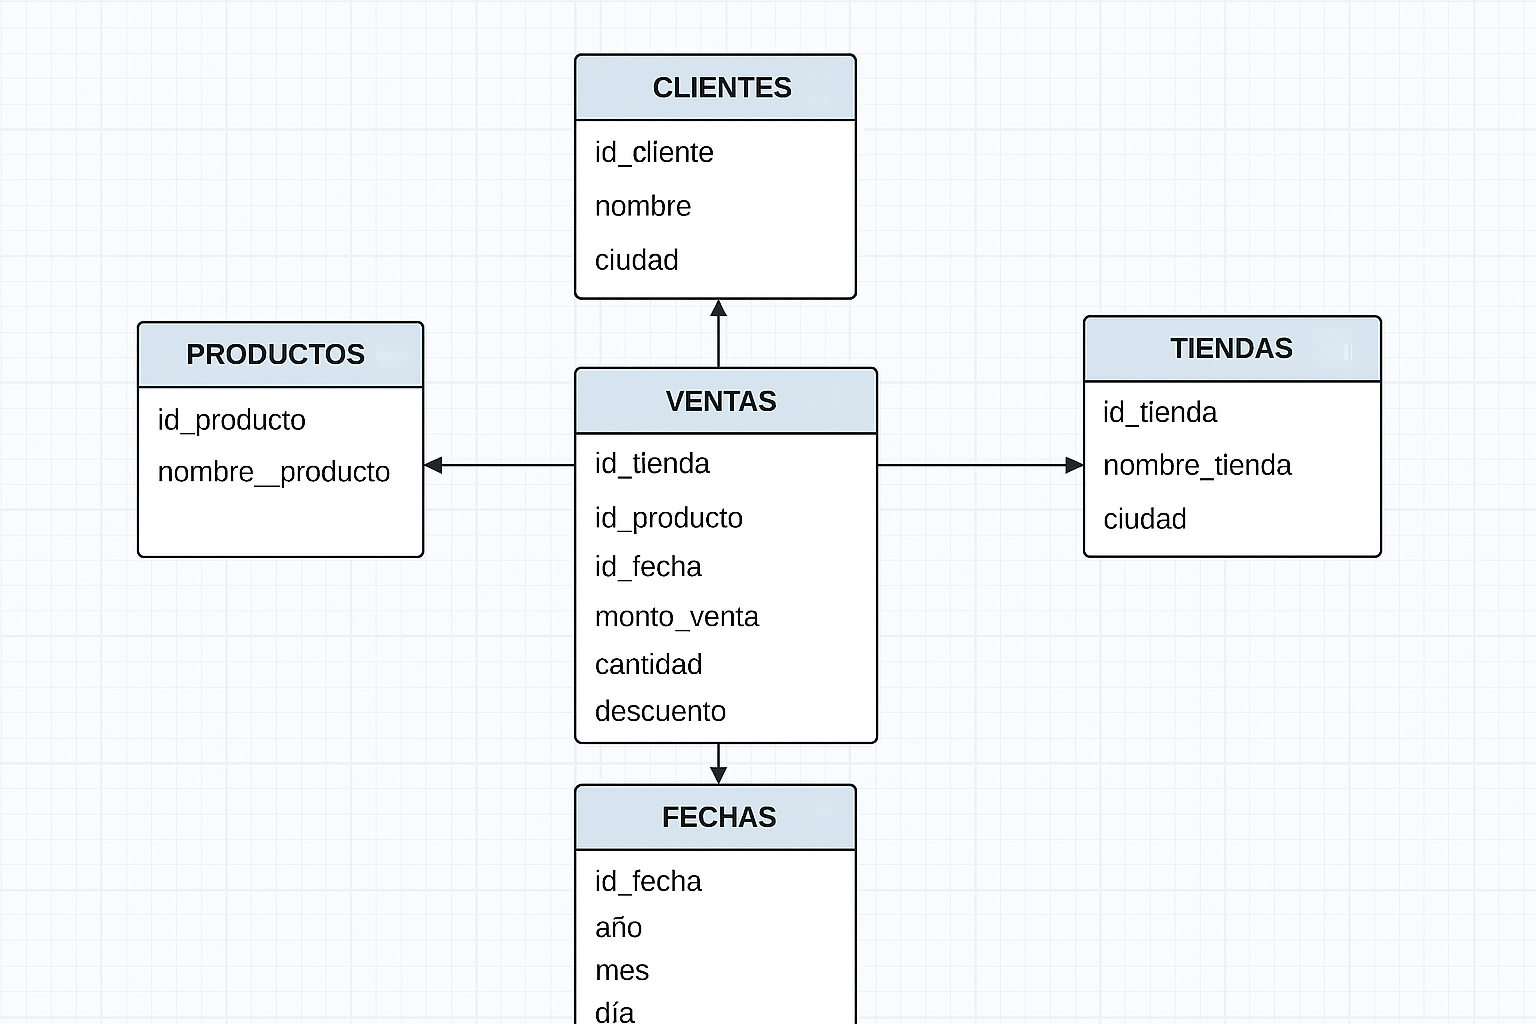 CLIENTES
id_cliente
nombre
ciudad
PRODUCTOS
id_producto
nombre__producto
VENTAS
id_tienda
id_producto
id_fecha
monto_venta
cantidad
descuento
TIENDAS
id_tienda
nombre_tienda
ciudad
FECHAS
id_fecha
año
mes
día